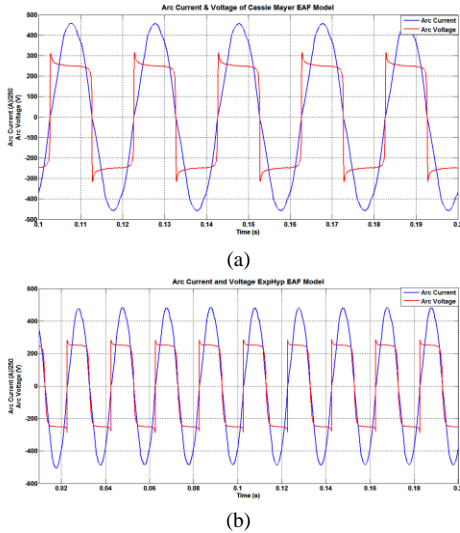 Arc Current & Voltage of Cassie Mayer EAF Model
Arc Current
Arc Voltage
Arc Current (A)/250
Arc Voltage (V)
500
400
300
200
100
0
-100
-200
-300
-400
-500
0.1 0.11 0.12 0.13 0.14 0.15 0.16 0.17 0.18 0.19 0.2
Time (s)
(a)
Arc Current and Voltage ExpHyp EAF Model
Arc Current
Arc Voltage
Arc Current (A)/250
Arc Voltage (V)
600
400
200
0
-200
-400
600
0.02 0.04 0.06 0.08 0.1 0.12 0.14 0.16 0.18 0.2
Time (s)
(b)